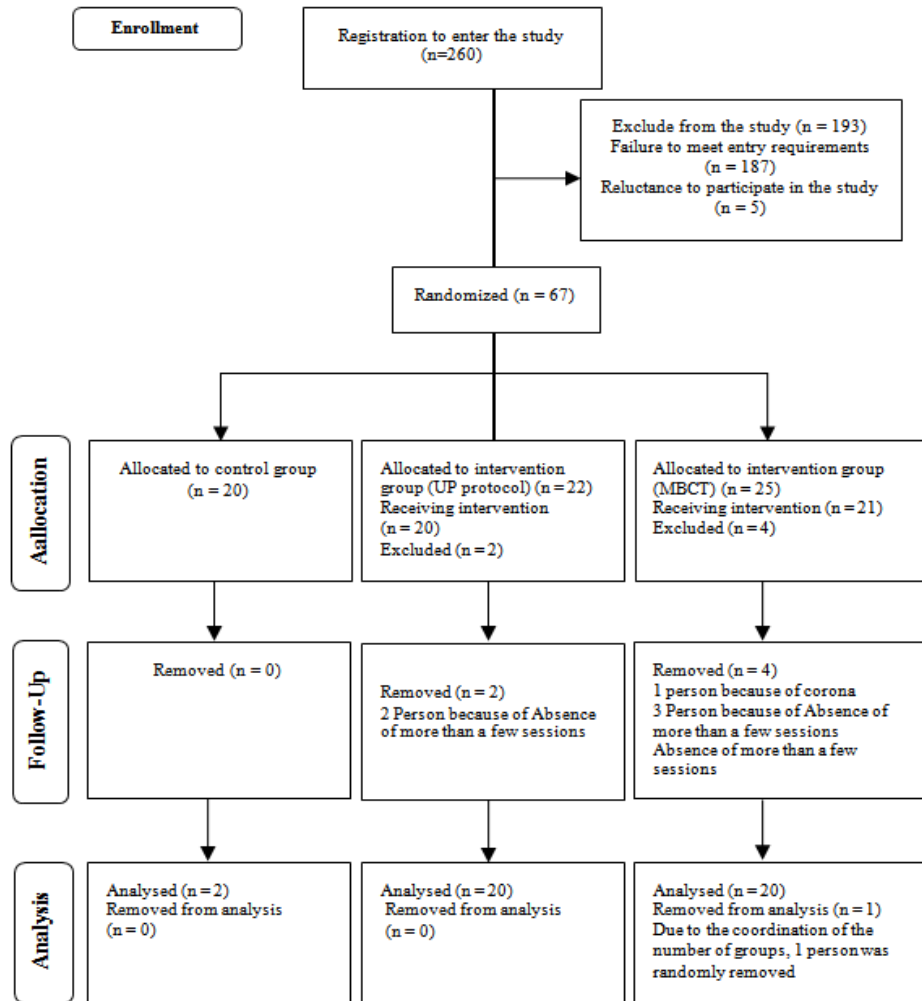 Enrollment
Registration to enter the study
(n=260)
Exclude from the study (n = 193)
Failure to meet entry requirements
(n = 187)
Reluctance to participate in the study
(n = 5)
Randomized (n = 67)
Aallocation
Allocated to control group
(n = 20)
Allocated to intervention
group (UP protocol) (n = 22)
Receiving intervention
(n = 20)
Excluded (n = 2)
Allocated to intervention group
(MBCT) (n = 25)
Receiving intervention (n = 21)
Excluded (n = 4)
Follow-Up
Removed (n = 0)
Removed (n = 2)
2 Person because of Absence
of more than a few sessions
Removed (n = 4)
1 person because of corona
3 Person because of Absence of
more than a few sessions
Absence of more than a few
sessions
Analysis
Analysed (n = 2)
Removed from analysis
(n = 0)
Analysed (n = 20)
Removed from analysis
(n = 0)
Analysed (n = 20)
Removed from analysis (n = 1)
Due to the coordination of the
number of groups, 1 person was
randomly removed